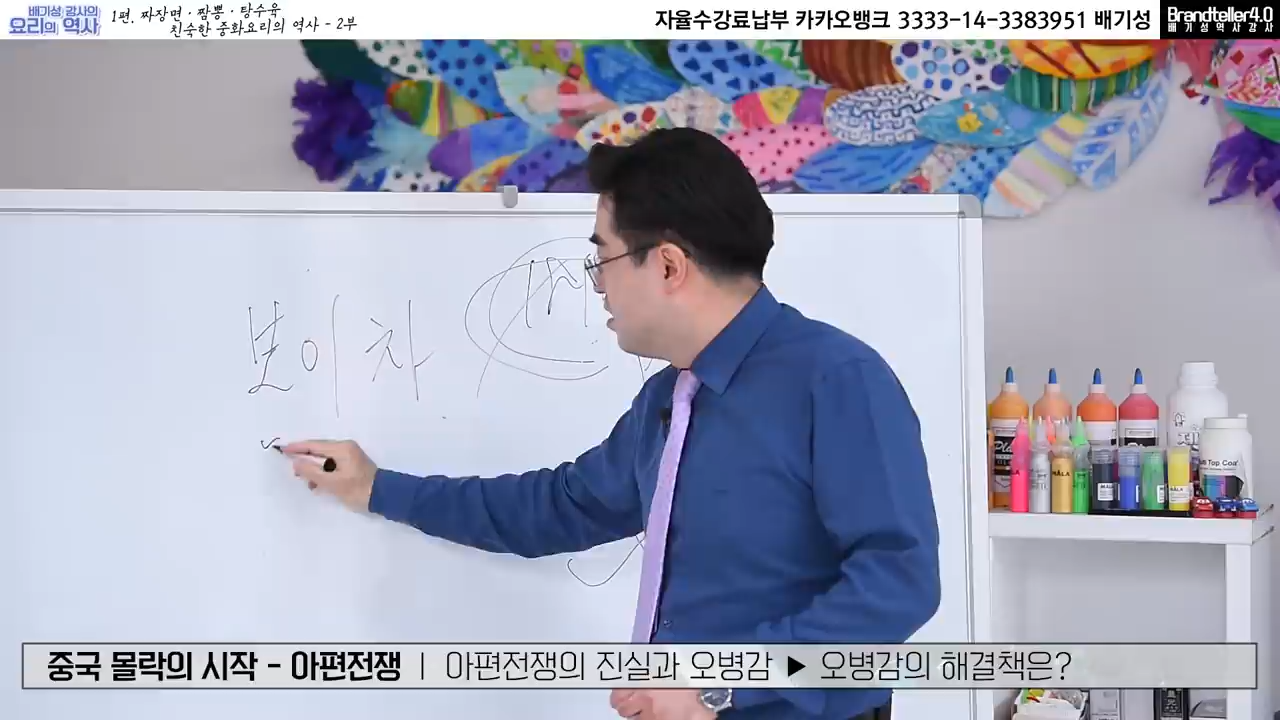 배기성 강사의
요리의 역사
1편. 짜장면·짬뽕·탕수육
친숙한 중화요리의 역사 - 2부
자율수강료납부 카카오뱅크 3333-14-3383951 배기성
Brandteller4.0
배기성역사강사
보이차
Top Coat
중국 몰락의 시작 - 아편전쟁 | 아편전쟁의 진실과 오병감 ▶ 오병감의 해결책은?